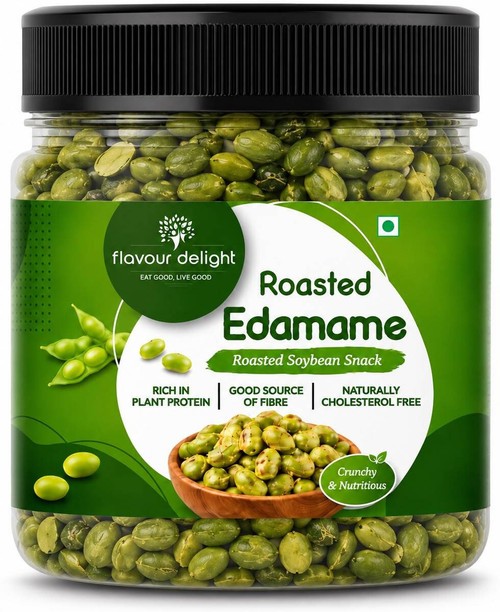 flavour delight
EAT GOOD, LIVE GOOD
Roasted
Edamame
Roasted Soybean Snack
RICH IN
PLANT PROTEIN
GOOD SOURCE
OF FIBRE
NATURALLY
CHOLESTEROL FREE
Crunchy
& Nutritious